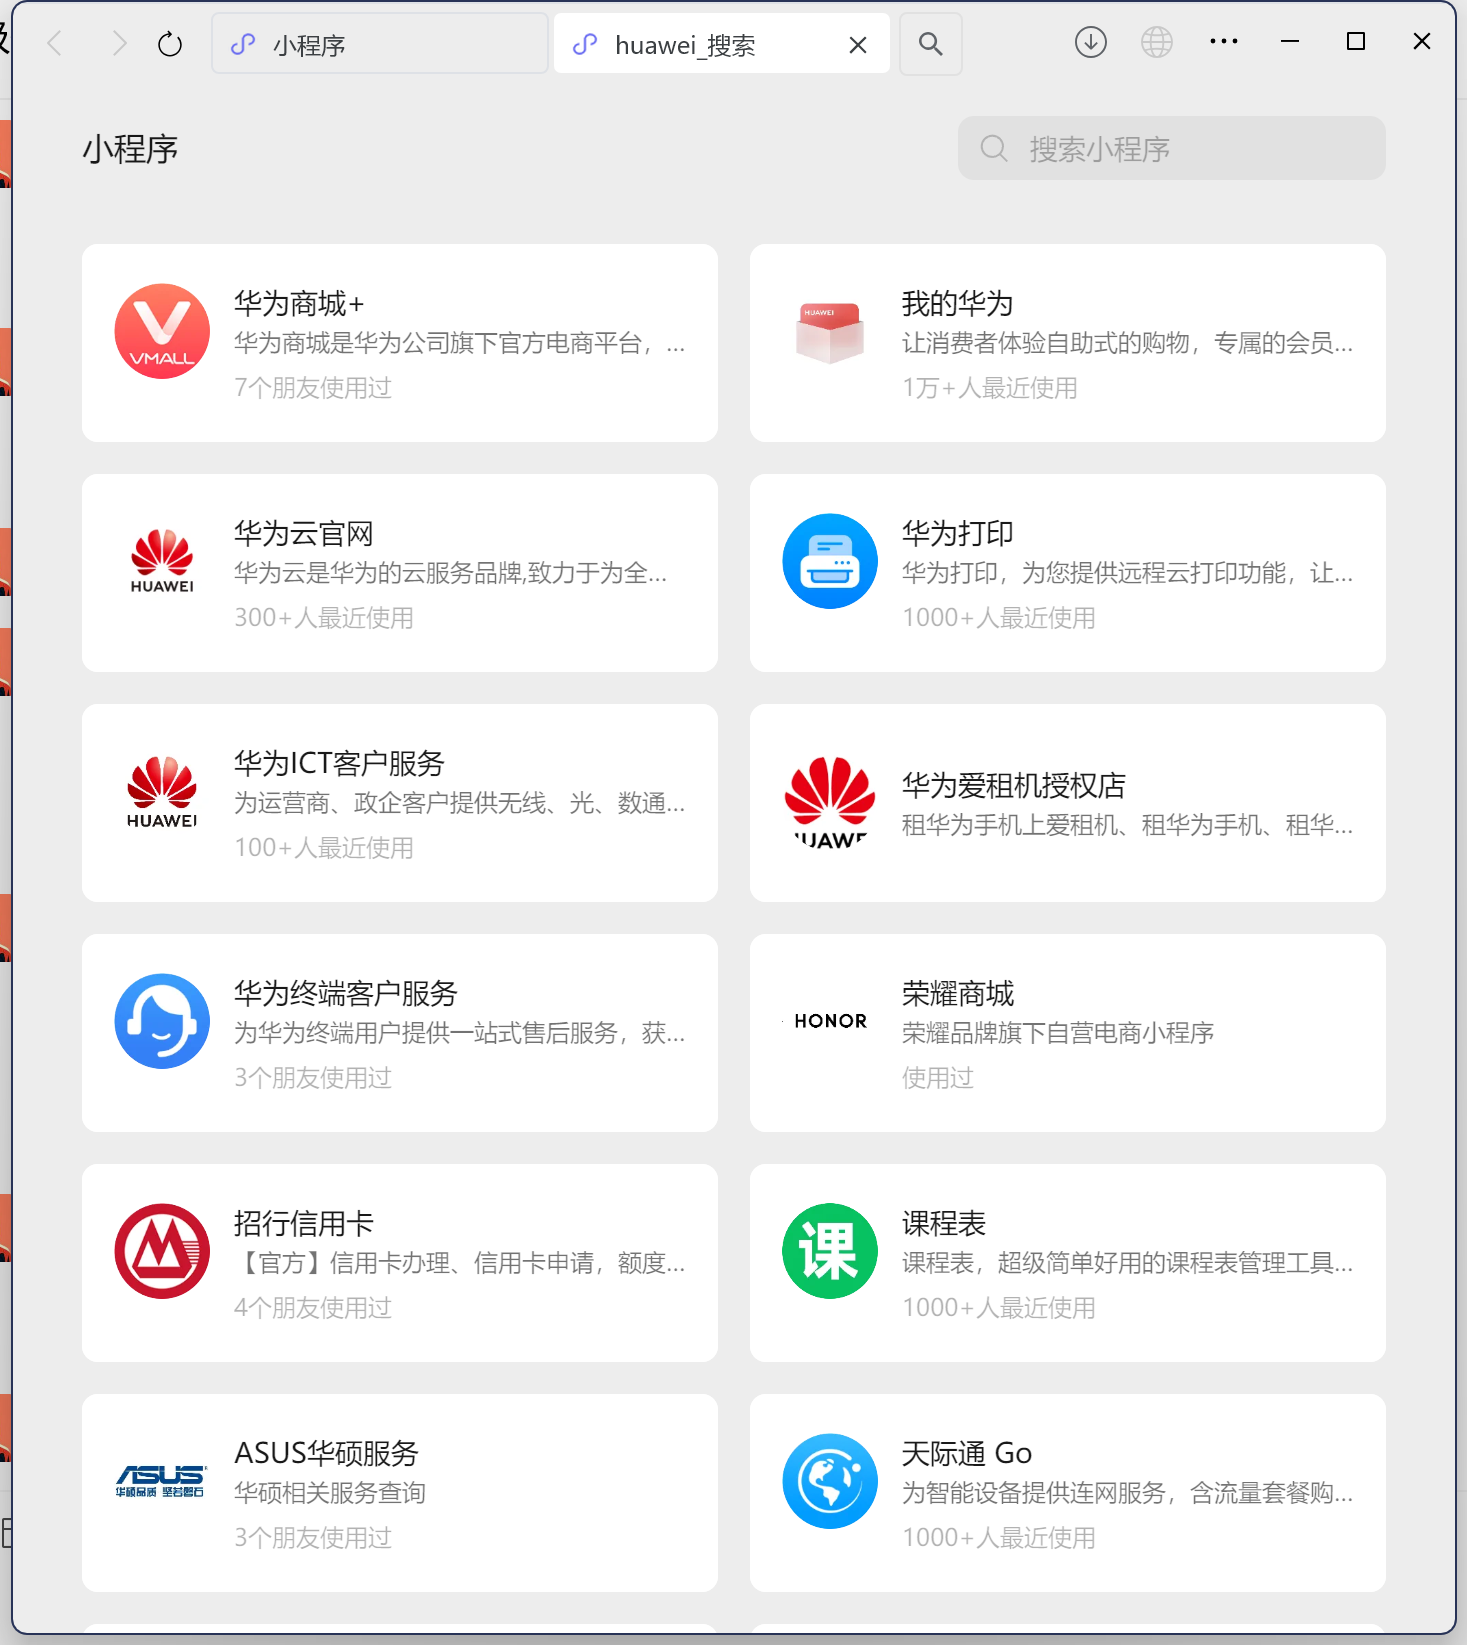 小程序
huawei_搜索
小程序
搜索小程序
华为商城+
华为商城是华为公司旗下官方电商平台，...
7个朋友使用过
VMALL
我的华为
让消费者体验自助式的购物，专属的会员...
1万+人最近使用
HUAWEI
华为云官网
华为云是华为的云服务品牌,致力于为全...
300+人最近使用
HUAWEI
华为打印
华为打印，为您提供远程云打印功能，让...
1000+人最近使用
华为ICT客户服务
为运营商、政企客户提供无线、光、数通...
100+人最近使用
HUAWEI
华为爱租机授权店
租华为手机上爱租机、租华为手机、租华...
HUAWE
华为终端客户服务
为华为终端用户提供一站式售后服务，获...
3个朋友使用过
荣耀商城
荣耀品牌旗下自营电商小程序
使用过
HONOR
招行信用卡
【官方】信用卡办理、信用卡申请，额度...
4个朋友使用过
课
课程表
课程表，超级简单好用的课程表管理工具...
1000+人最近使用
ASUS华硕服务
华硕相关服务查询
3个朋友使用过
ASUS
华硕品质 坚若磐石
天际通 Go
为智能设备提供连网服务，含流量套餐购...
1000+人最近使用